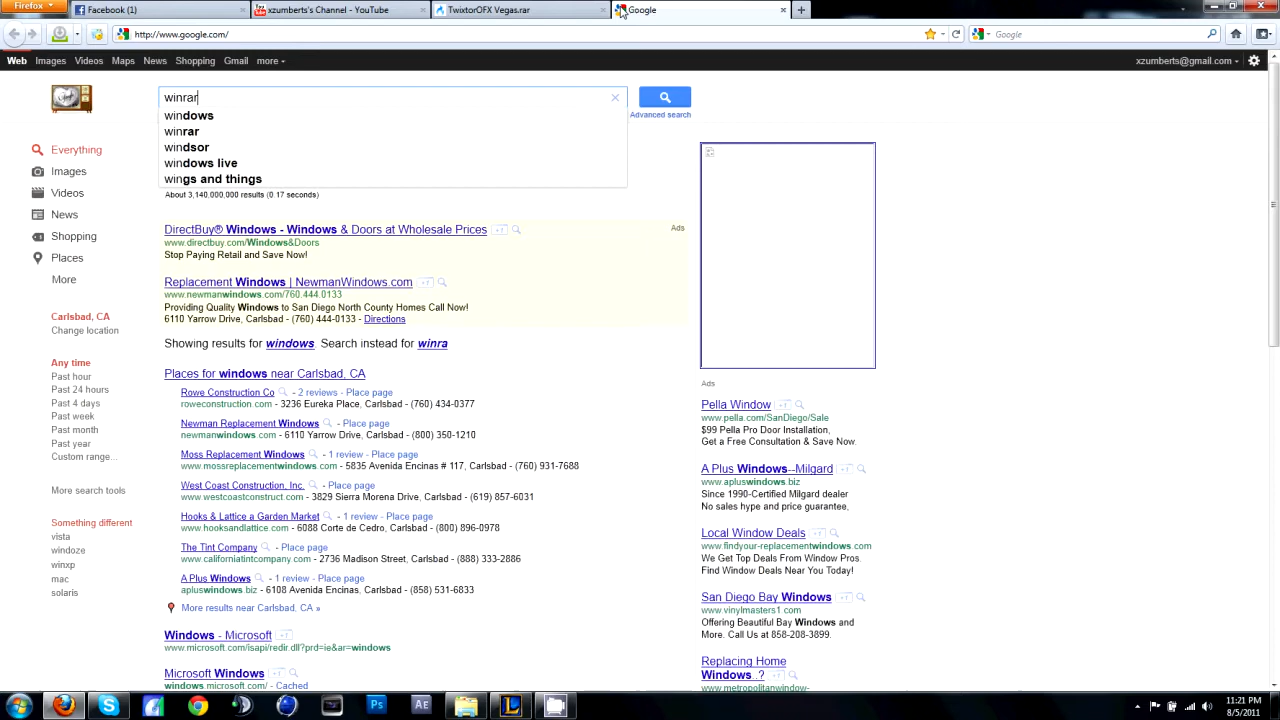 Firefox
Facebook (1)
xzumberts's Channel - YouTube
TwixtorOFX Vegas.rar
Google
http://www.google.com/
Google
Web Images Videos Maps News Shopping Gmail more
xzumberts@gmail.com
winrar
Advanced search
windows
winrar
windsor
windows live
wings and things
About 3,140,000,000 results (0.17 seconds)
Everything
Images
Videos
News
Shopping
Places
More
Carlsbad, CA
Change location
Any time
Past hour
Past 24 hours
Past 4 days
Past week
Past month
Past year
Custom range...
More search tools
Something different
vista
windoze
winxp
mac
solaris
DirectBuy® Windows - Windows & Doors at Wholesale Prices
Ads
www.directbuy.com/Windows&Doors
Stop Paying Retail and Save Now!
Replacement Windows | NewmanWindows.com
www.newmanwindows.com/760.444.0133
Providing Quality Windows to San Diego North County Homes Call Now!
6110 Yarrow Drive, Carlsbad - (760) 444-0133 - Directions
Showing results for windows. Search instead for winra
Places for windows near Carlsbad, CA
Rowe Construction Co - 2 reviews - Place page
roweconstruction.com - 3236 Eureka Place, Carlsbad - (760) 434-0377
Newman Replacement Windows - Place page
newmanwindows.com - 6110 Yarrow Drive, Carlsbad - (800) 350-1210
Moss Replacement Windows - 1 review - Place page
www.mossreplacementwindows.com - 5835 Avenida Encinas # 117, Carlsbad - (760) 931-7688
West Coast Construction, Inc. - Place page
www.westcoastconstruct.com - 3829 Sierra Morena Drive, Carlsbad - (619) 857-6031
Hooks & Lattice a Garden Market - 1 review - Place page
www.hooksandlattice.com - 6088 Corte de Cedro, Carlsbad - (800) 896-0978
The Tint Company - Place page
www.californiatintcompany.com - 2736 Madison Street, Carlsbad - (888) 333-2886
A Plus Windows - 1 review - Place page
apluswindows.biz - 6108 Avenida Encinas, Carlsbad - (858) 531-6833
More results near Carlsbad, CA »
Windows - Microsoft
www.microsoft.com/isapi/redir.dll?prd=ie&ar=windows
Microsoft Windows
windows.microsoft.com/ - Cached
Ads
Pella Window
www.pella.com/SanDiego/Sale
$99 Pella Pro Door Installation,
Get a Free Consultation & Save Now.
A Plus Windows--Milgard
www.apluswindows.biz
Since 1990-Certified Milgard dealer
No sales hype and price guarantee,
Local Window Deals
www.findyour-replacementwindows.com
We Get Top Deals From Window Pros.
Find Window Deals Near You Today!
San Diego Bay Windows
www.vinylmasters1.com
Offering Beautiful Bay Windows and
More. Call Us at 858-208-3899.
Replacing Home
Windows..?
www.metropolitanwindow-
11:21 PM
8/5/2011